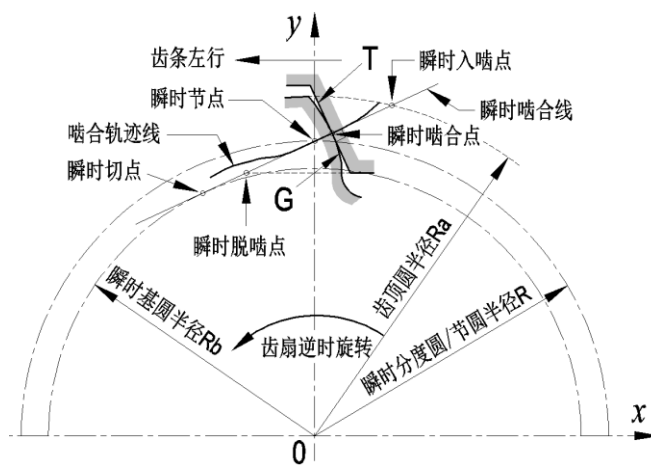 y
齿条左行
T
瞬时入啮点
瞬时节点
瞬时啮合线
啮合轨迹线
瞬时啮合点
瞬时切点
G
瞬时脱啮点
齿顶圆半径Ra
瞬时基圆半径Rb
齿扇逆时旋转
瞬时分度圆/节圆半径R
x
0